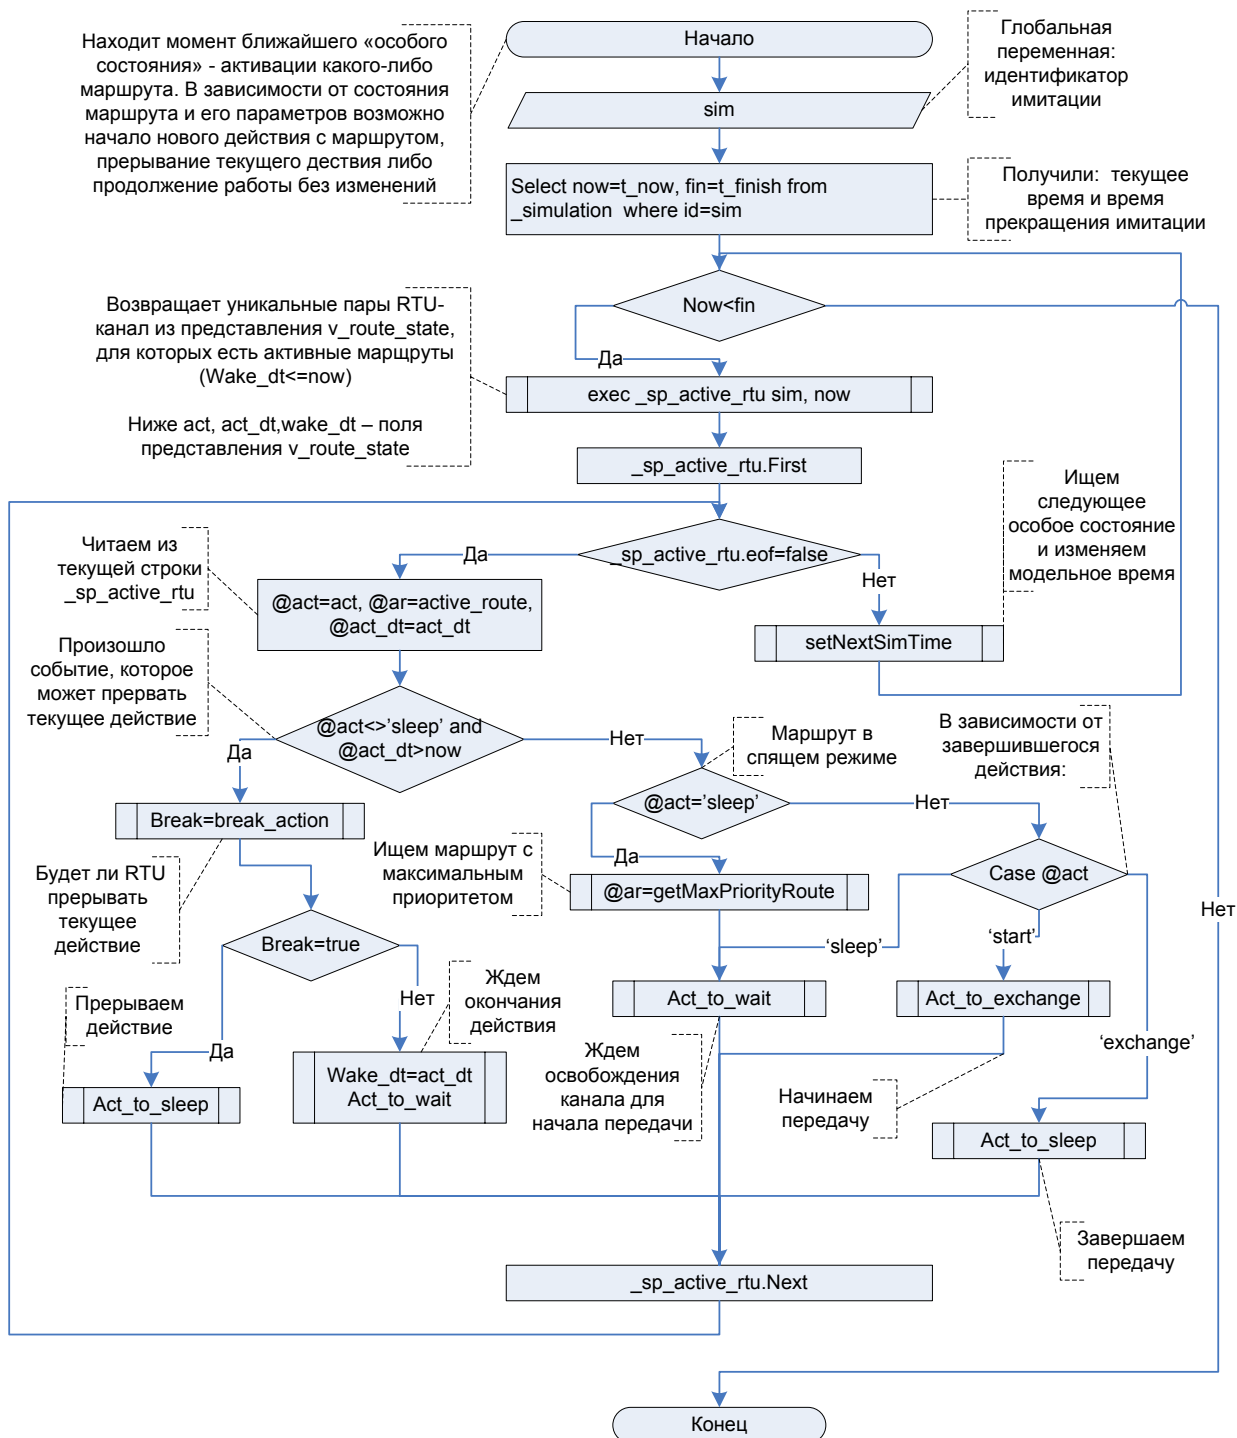 Находит момент ближайшего «особого
состояния» - активации какого-либо
маршрута. В зависимости от состояния
маршрута и его параметров возможно
начало нового действия с маршрутом,
прерывание текущего дествия либо
продолжение работы без изменений
Начало
Глобальная
переменная:
идентификатор
имитации
sim
Select now=t_now, fin=t_finish from
_simulation where id=sim
Получили: текущее
время и время
прекращения имитации
Now<fin
Да
Нет
Возвращает уникальные пары RTU-
канал из представления v_route_state,
для которых есть активные марщруты
(Wake_dt<=now)
Ниже act, act_dt,wake_dt – поля
представления v_route_state
exec _sp_active_rtu sim, now
_sp_active_rtu.First
Ищем
следующее
особое состояние
и изменяем
модельное время
_sp_active_rtu.eof=false
Да
Нет
Читаем из
текущей строки
_sp_active_rtu
@act=act, @ar=active_route,
@act_dt=act_dt
setNextSimTime
Произошло
событие, которое
может прервать
текущее действие
@act<>’sleep’ and
@act_dt>now
Да
Нет
Маршрут в
спящем режиме
В зависимости от
завершившегося
действия:
@act=’sleep’
Да
Нет
Break=break_action
Ищем маршрут с
максимальным
приоритетом
@ar=getMaxPriorityRoute
Case @act
‘sleep’
‘start’
‘exchange’
Будет ли RTU
прерывать
текущее
действие
Break=true
Да
Нет
Прерываем
действие
Ждем
окончания
действия
Act_to_wait
Act_to_exchange
Act_to_sleep
Wake_dt=act_dt
Act_to_wait
Ждем
освобождения
канала для
начала передачи
Начинаем
передачу
Act_to_sleep
Завершаем
передачу
_sp_active_rtu.Next
Конец